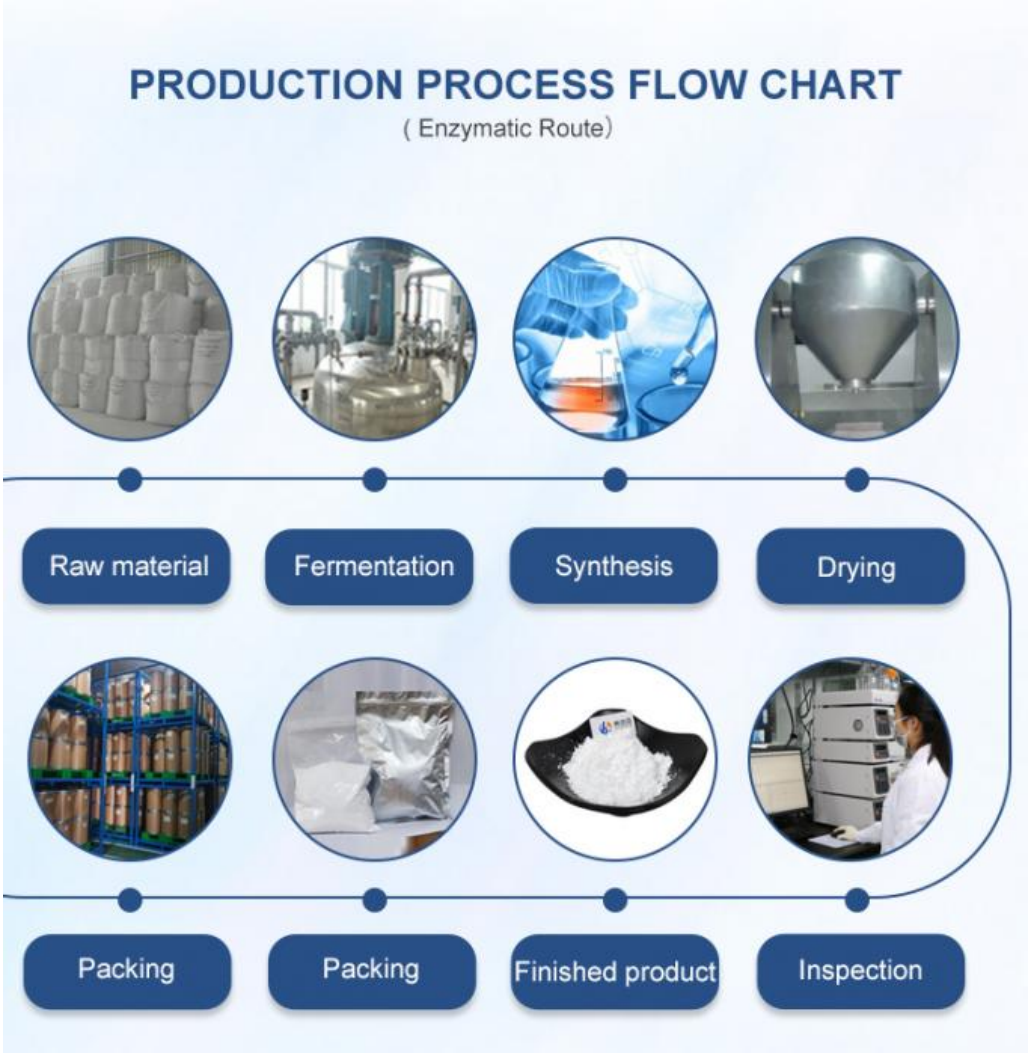 PRODUCTION PROCESS FLOW CHART
( Enzymatic Route）
Raw material
Fermentation
Synthesis
Drying
Packing
Packing
Finished product
Inspection